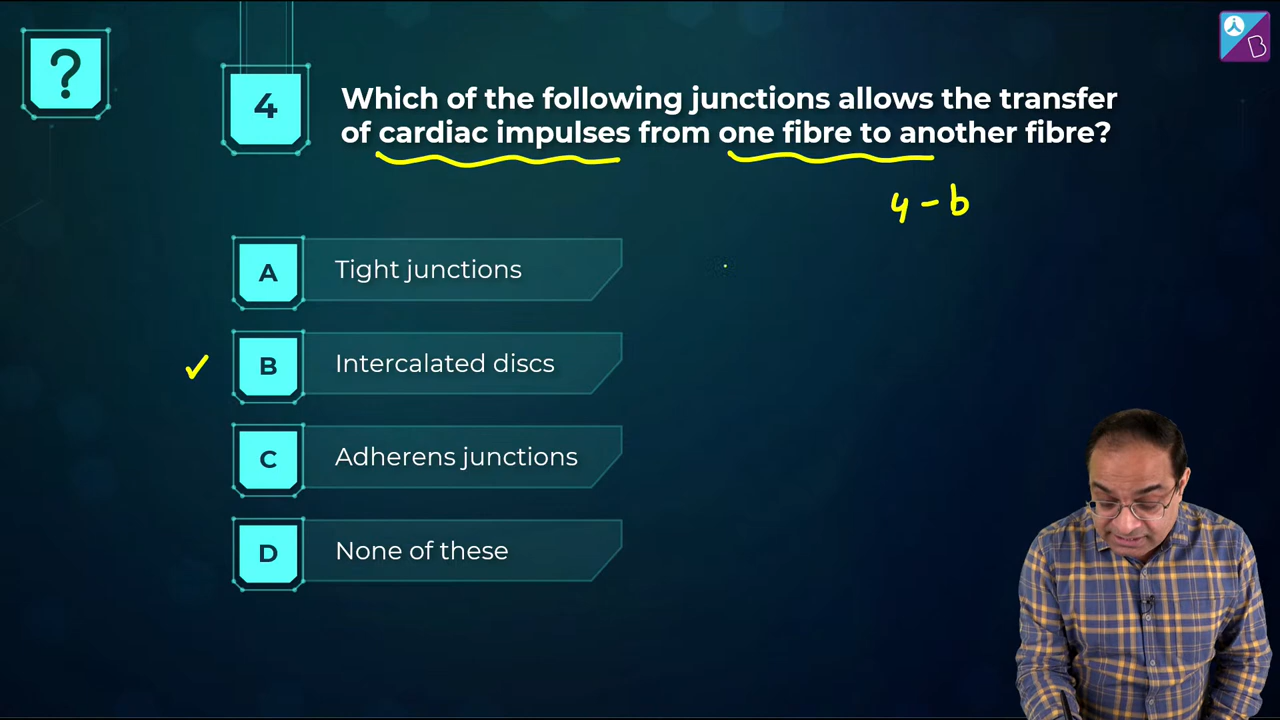 ?
4
Which of the following junctions allows the transfer
of cardiac impulses from one fibre to another fibre?
4 - b
A Tight junctions
✓ B Intercalated discs
C Adherens junctions
D None of these
B